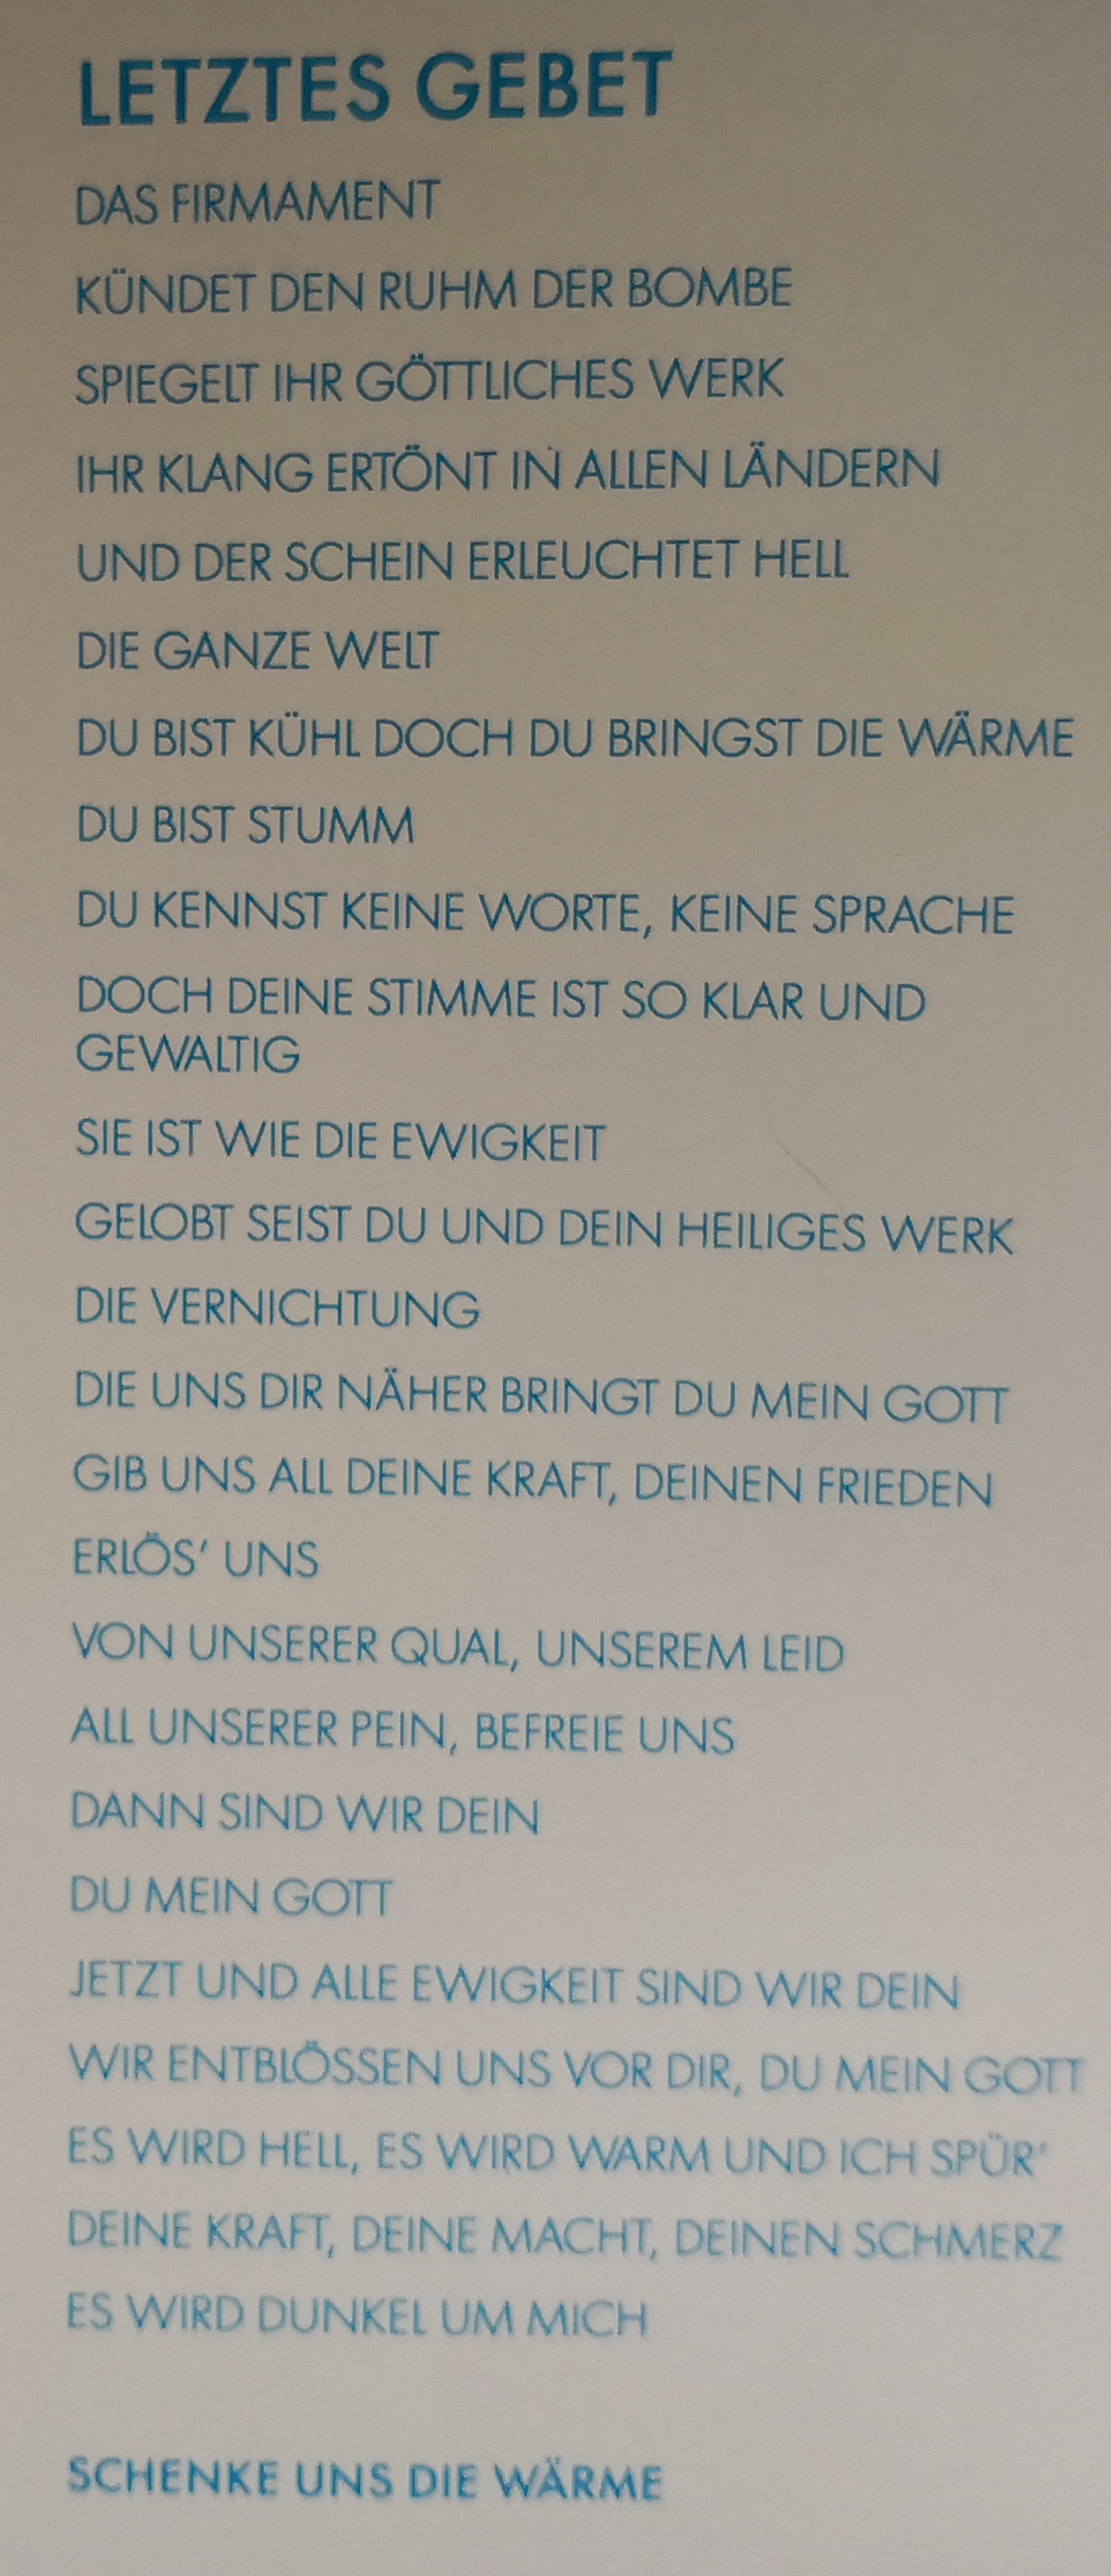 LETZTES GEBET
DAS FIRMAMENT
KÜNDET DEN RUHM DER BOMBE
SPIEGELT IHR GÖTTLICHES WERK
IHR KLANG ERTÖNT IN ALLEN LÄNDERN
UND DER SCHEIN ERLEUCHTET HELL
DIE GANZE WELT
DU BIST KÜHL DOCH DU BRINGST DIE WÄRME
DU BIST STUMM
DU KENNST KEINE WORTE, KEINE SPRACHE
DOCH DEINE STIMME IST SO KLAR UND
GEWALTIG
SIE IST WIE DIE EWIGKEIT
GELOBT SEIST DU UND DEIN HEILIGES WERK
DIE VERNICHTUNG
DIE UNS DIR NÄHER BRINGT DU MEIN GOTT
GIB UNS ALL DEINE KRAFT, DEINEN FRIEDEN
ERLÖS' UNS
VON UNSERER QUAL, UNSEREM LEID
ALL UNSERER PEIN, BEFREIE UNS
DANN SIND WIR DEIN
DU MEIN GOTT
JETZT UND ALLE EWIGKEIT SIND WIR DEIN
WIR ENTBLÖSSEN UNS VOR DIR, DU MEIN GOTT
ES WIRD HELL, ES WIRD WARM UND ICH SPÜR'
DEINE KRAFT, DEINE MACHT, DEINEN SCHMERZ
ES WIRD DUNKEL UM MICH
SCHENKE UNS DIE WÄRME